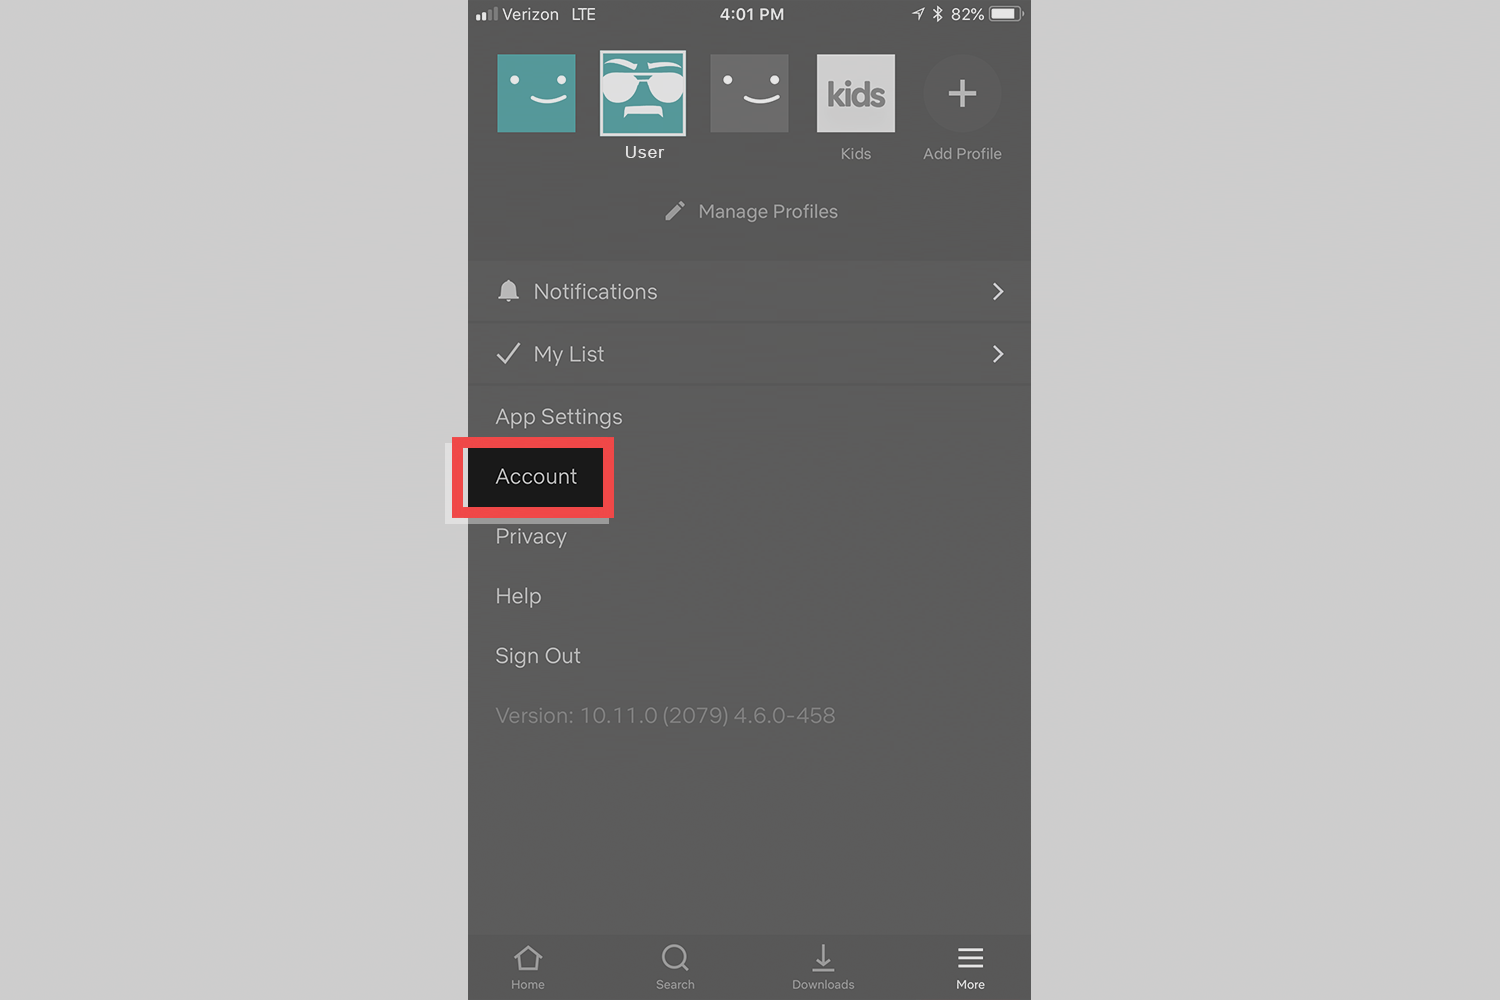 Verizon LTE 4:01 PM 82%
kids
User Kids Add Profile
Manage Profiles
Notifications
My List
App Settings
Account
Privacy
Help
Sign Out
Version: 10.11.0 (2079) 4.6.0-458
Home Search Downloads More